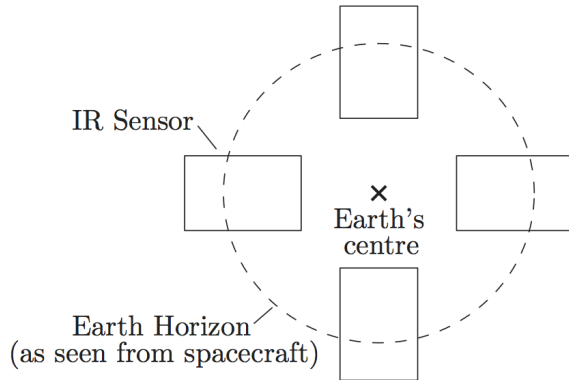 IR Sensor
Earth's
centre
Earth Horizon
(as seen from spacecraft)